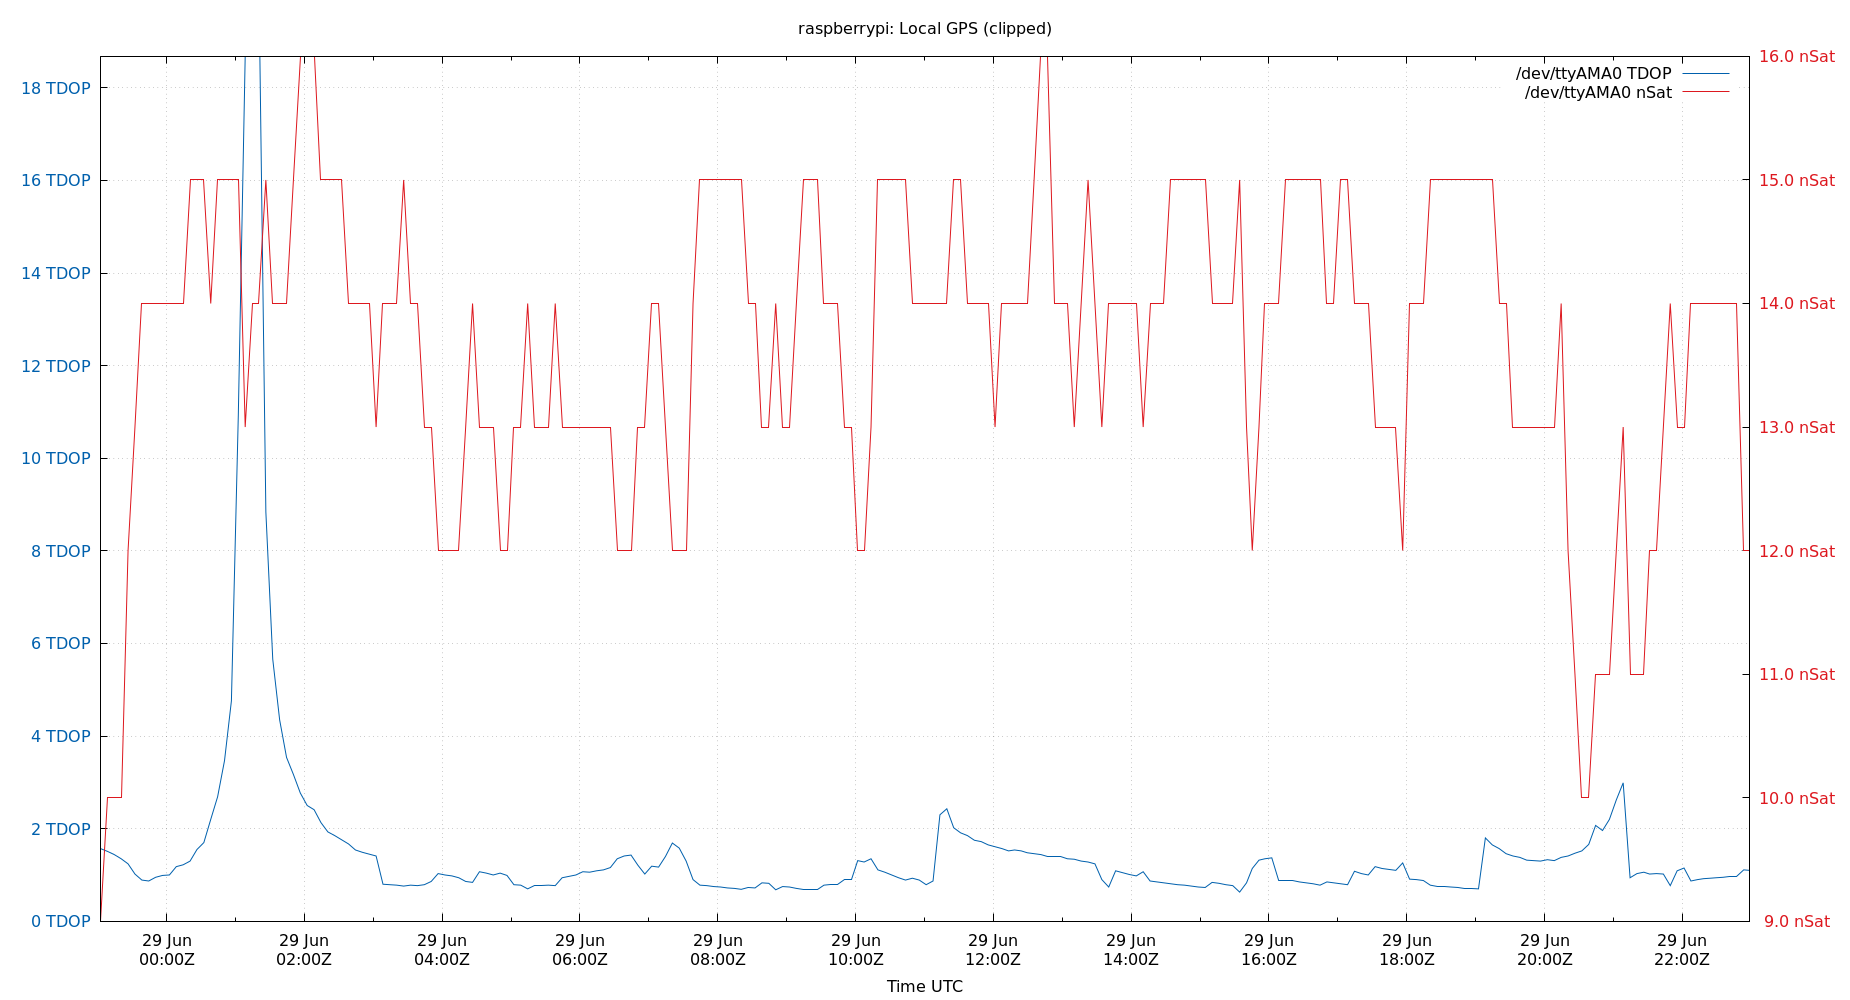 raspberrypi: Local GPS (clipped)
/dev/ttyAMA0 TDOP
/dev/ttyAMA0 nSat
18 TDOP
16 TDOP
14 TDOP
12 TDOP
10 TDOP
8 TDOP
6 TDOP
4 TDOP
2 TDOP
0 TDOP
16.0 nSat
15.0 nSat
14.0 nSat
13.0 nSat
12.0 nSat
11.0 nSat
10.0 nSat
9.0 nSat
29 Jun
00:00Z
29 Jun
02:00Z
29 Jun
04:00Z
29 Jun
06:00Z
29 Jun
08:00Z
29 Jun
10:00Z
29 Jun
12:00Z
29 Jun
14:00Z
29 Jun
16:00Z
29 Jun
18:00Z
29 Jun
20:00Z
29 Jun
22:00Z
Time UTC